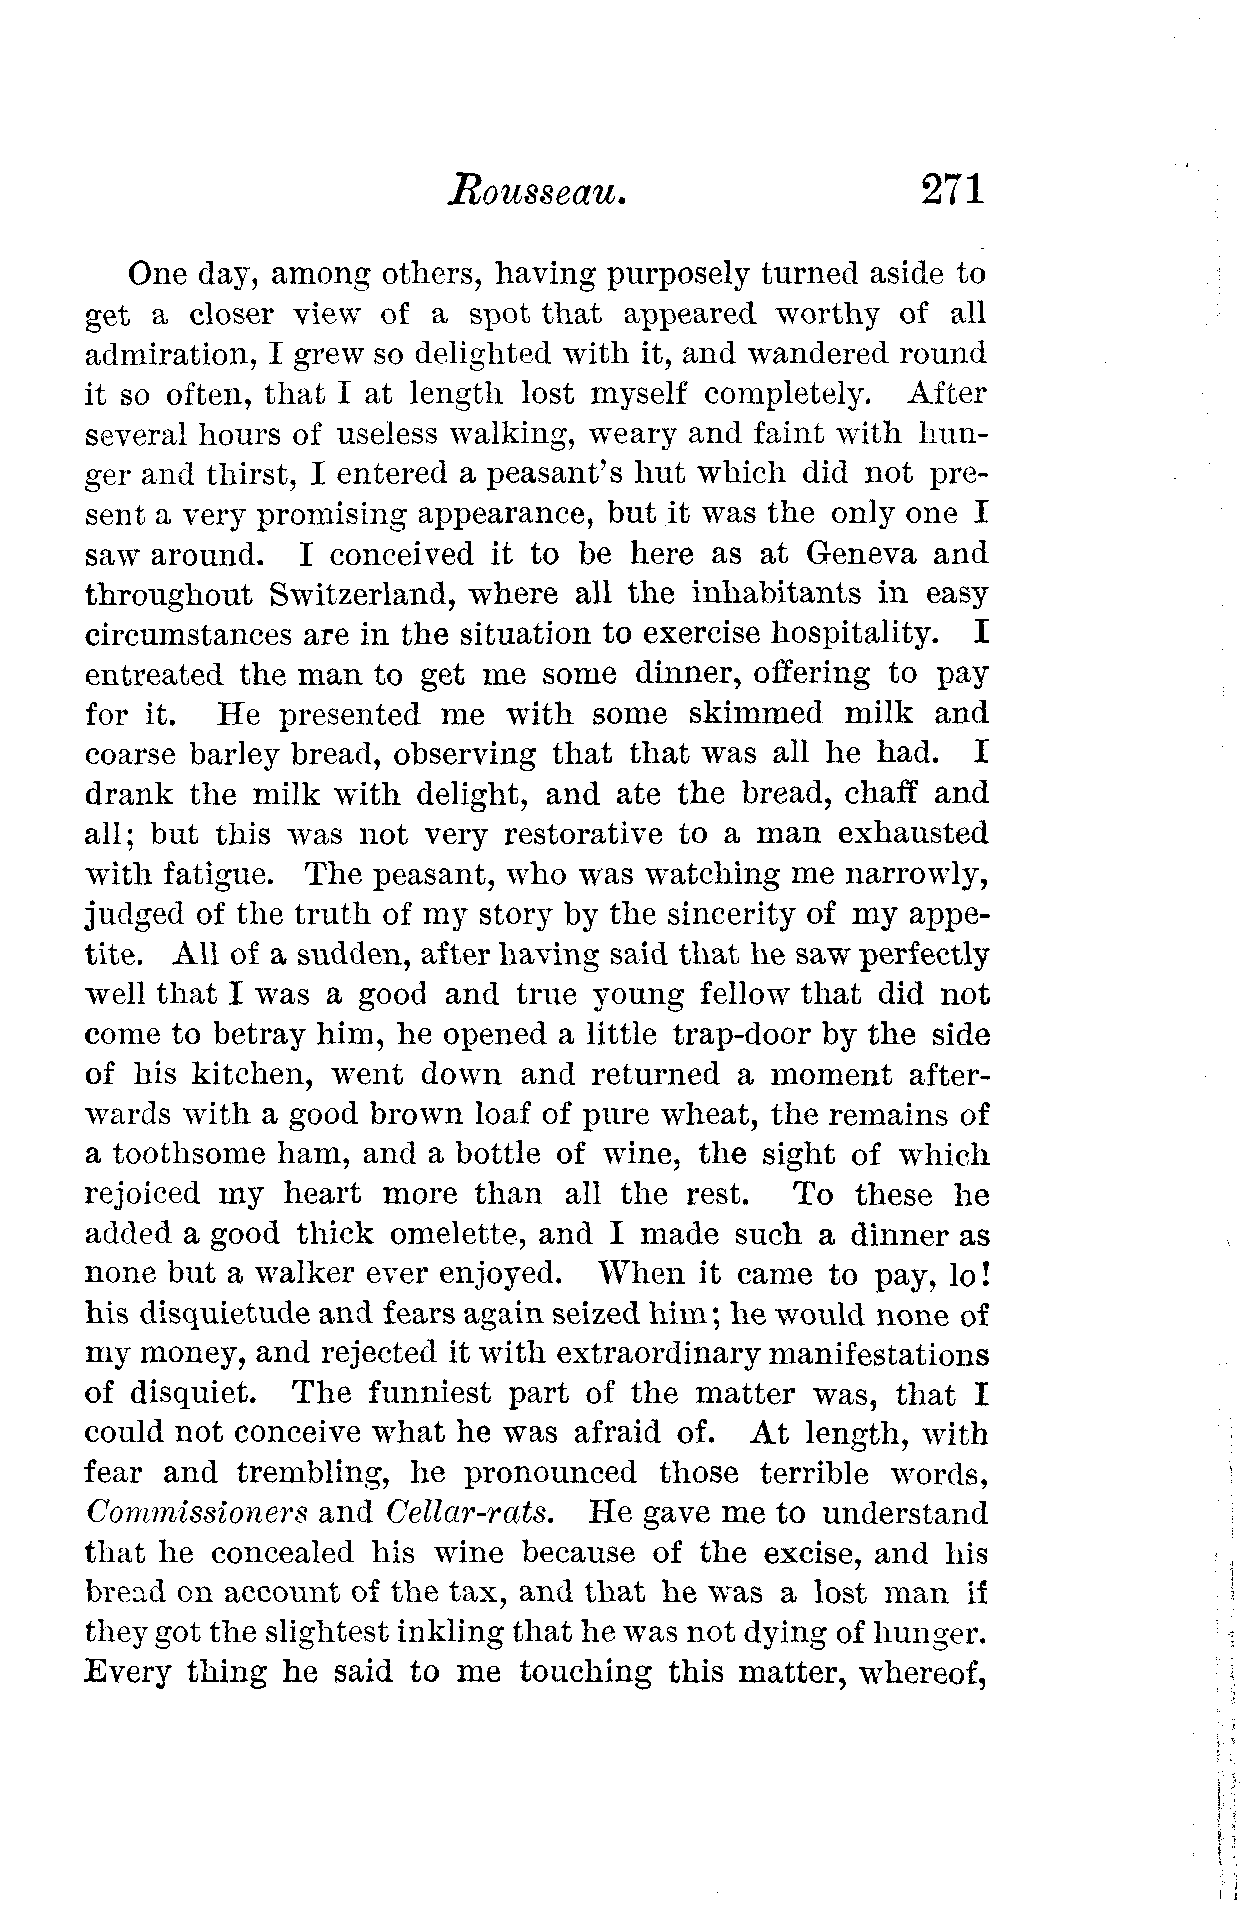 Rousseau. 271
One day, among others, having purposely turned aside to
get a closer view of a spot that appeared worthy of all
admiration, I grew so delighted with it, and wandered round
it so often, that I at length lost myself completely. After
several hours of useless walking, weary and faint with hun-
ger and thirst, I entered a peasant's hut which did not pre-
sent a very promising appearance, but it was the only one I
saw around. I conceived it to be here as at Geneva and
throughout Switzerland, where all the inhabitants in easy
circumstances are in the situation to exercise hospitality. I
entreated the man to get me some dinner, offering to pay
for it. He presented me with some skimmed milk and
coarse barley bread, observing that that was all he had. I
drank the milk with delight, and ate the bread, chaff and
all; but this was not very restorative to a man exhausted
with fatigue. The peasant, who was watching me narrowly,
judged of the truth of my story by the sincerity of my appe-
tite. All of a sudden, after having said that he saw perfectly
well that I was a good and true young fellow that did not
come to betray him, he opened a little trap-door by the side
of his kitchen, went down and returned a moment after-
wards with a good brown loaf of pure wheat, the remains of
a toothsome ham, and a bottle of wine, the sight of which
rejoiced my heart more than all the rest. To these he
added a good thick omelette, and I made such a dinner as
none but a walker ever enjoyed. When it came to pay, lo!
his disquietude and fears again seized him; he would none of
my money, and rejected it with extraordinary manifestations
of disquiet. The funniest part of the matter was, that I
could not conceive what he was afraid of. At length, with
fear and trembling, he pronounced those terrible words,
Commissioners and Cellar-rats. He gave me to understand
that he concealed his wine because of the excise, and his
bread on account of the tax, and that he was a lost man if
they got the slightest inkling that he was not dying of hunger.
Every thing he said to me touching this matter, whereof,